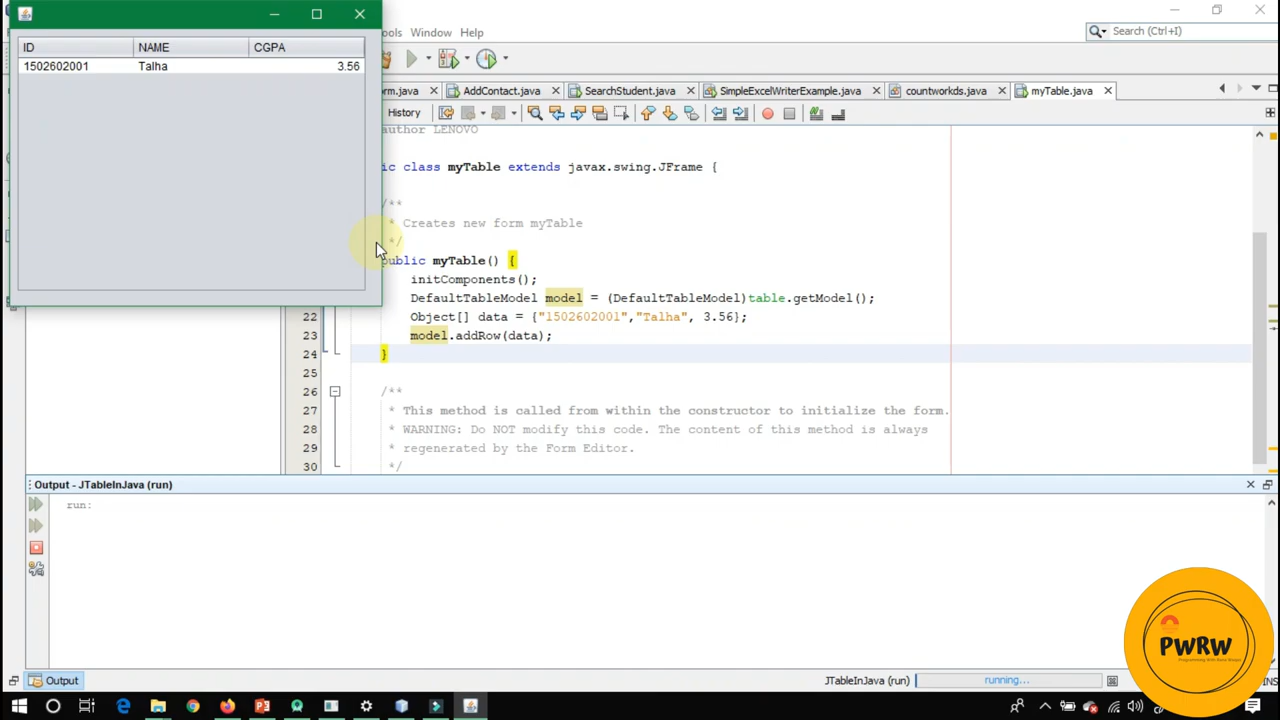 ID NAME CGPA
1502602001 Talha 3.56
ols Window Help
Search (Ctrl+I)
rm.java AddContact.java SearchStudent.java SimpleExcelWriterExample.java countworkds.java myTable.java
History
author LENOVO
ic class myTable extends javax.swing.JFrame {
/**
* Creates new form myTable
*/
public myTable() {
initComponents();
DefaultTableModel model = (DefaultTableModel)table.getModel();
22 Object[] data = {"1502602001","Talha", 3.56};
23 model.addRow(data);
24 }
25
26 /**
27 * This method is called from within the constructor to initialize the form.
28 * WARNING: Do NOT modify this code. The content of this method is always
29 * regenerated by the Form Editor.
30 */
Output - JTableInJava (run)
run:
Output
JTableInJava (run) running...
INS
PWRW